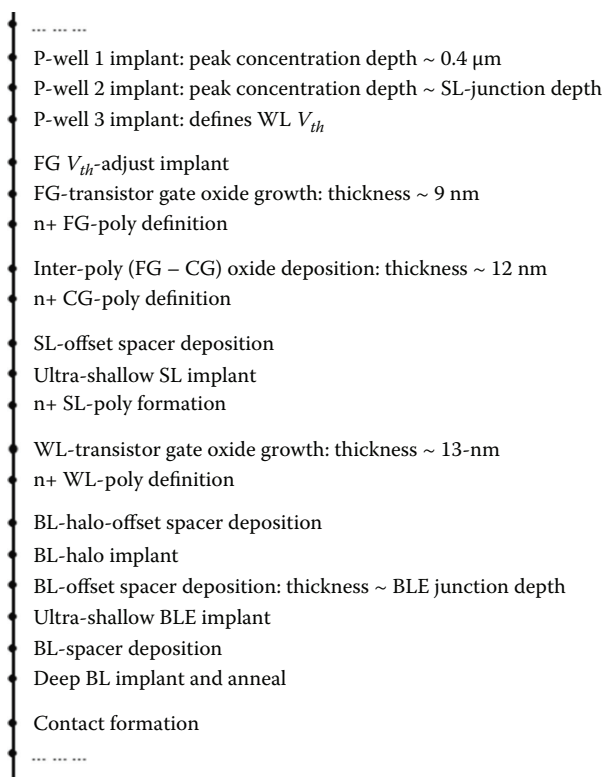 ... ... ...
P-well 1 implant: peak concentration depth ~ 0.4 μm
P-well 2 implant: peak concentration depth ~ SL-junction depth
P-well 3 implant: defines WL Vth
FG Vth-adjust implant
FG-transistor gate oxide growth: thickness ~ 9 nm
n+ FG-poly definition
Inter-poly (FG – CG) oxide deposition: thickness ~ 12 nm
n+ CG-poly definition
SL-offset spacer deposition
Ultra-shallow SL implant
n+ SL-poly formation
WL-transistor gate oxide growth: thickness ~ 13-nm
n+ WL-poly definition
BL-halo-offset spacer deposition
BL-halo implant
BL-offset spacer deposition: thickness ~ BLE junction depth
Ultra-shallow BLE implant
BL-spacer deposition
Deep BL implant and anneal
Contact formation
... ... ...